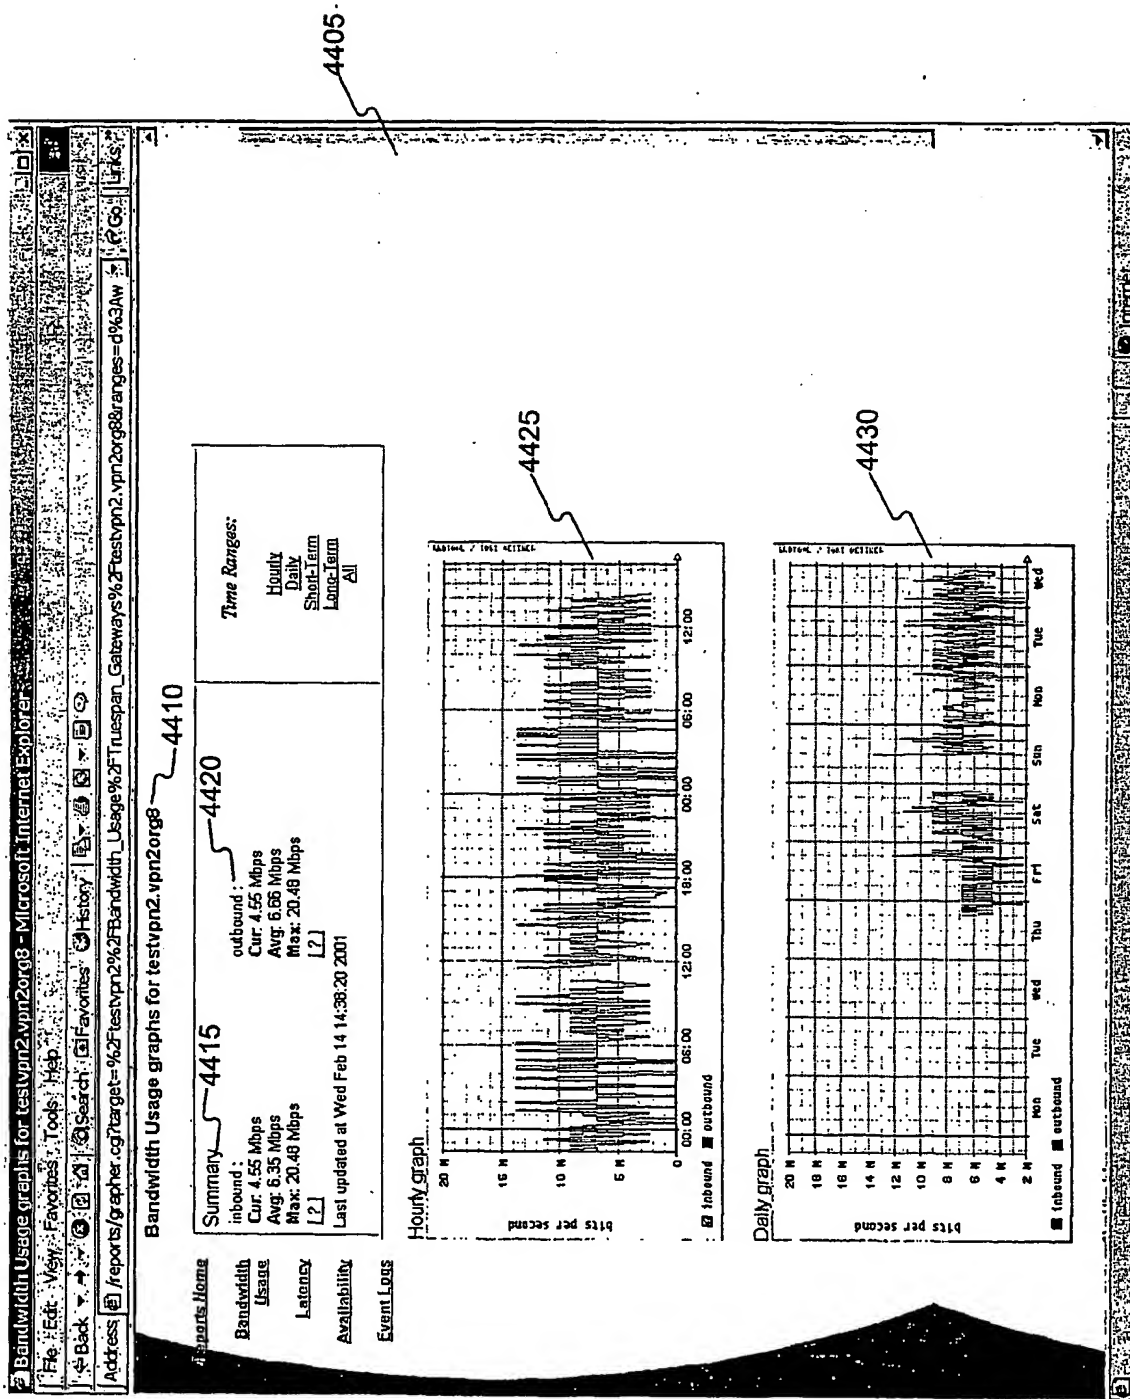 Bandwidth Usage graphs for testvpn2.vpn2org8 - Microsoft Internet Explorer
File Edit View Favorites Tools Help
Back Search Favorites History
Address /reports/grapher.cgi?target=%2Ftestvpn2%2FBandwidth_Usage%2FTruespan_Gateways%2Ftestvpn2.vpn2org8&ranges=d%3Aw Go Links
4405
Reports Home
Bandwidth Usage
Latency
Availability
Event Logs
Bandwidth Usage graphs for testvpn2.vpn2org8 4410
Summary 4415
4420
inbound : outbound :
Cur: 4.55 Mbps Cur: 4.55 Mbps
Avg: 6.35 Mbps Avg: 6.66 Mbps
Max: 20.48 Mbps Max: 20.48 Mbps
[?] [?]
Last updated at Wed Feb 14 14:38:20 2001
Time Ranges:
Hourly
Daily
Short-Term
Long-Term
All
Hourly graph
4425
bits per second
20 M
15 M
10 M
5 M
0
00:00 06:00 12:00 18:00 00:00 06:00 12:00
inbound outbound
Daily graph
4430
bits per second
20 M
18 M
16 M
14 M
12 M
10 M
8 M
6 M
4 M
2 M
Mon Tue Wed Thu Fri Sat Sun Mon Tue Wed
inbound outbound
Internet